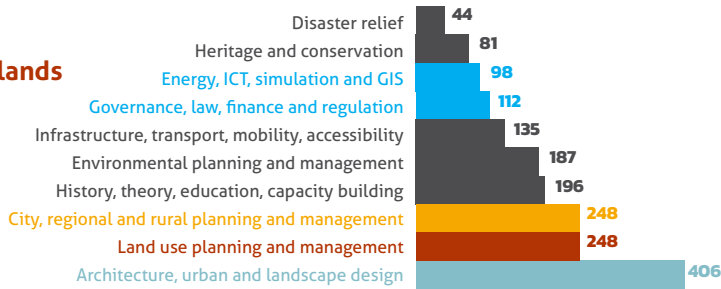 Disaster relief 44
Heritage and conservation 81
lands
Energy, ICT, simulation and GIS 98
Governance, law, finance and regulation 112
Infrastructure, transport, mobility, accessibility 135
Environmental planning and management 187
History, theory, education, capacity building 196
City, regional and rural planning and management 248
Land use planning and management 248
Architecture, urban and landscape design 406